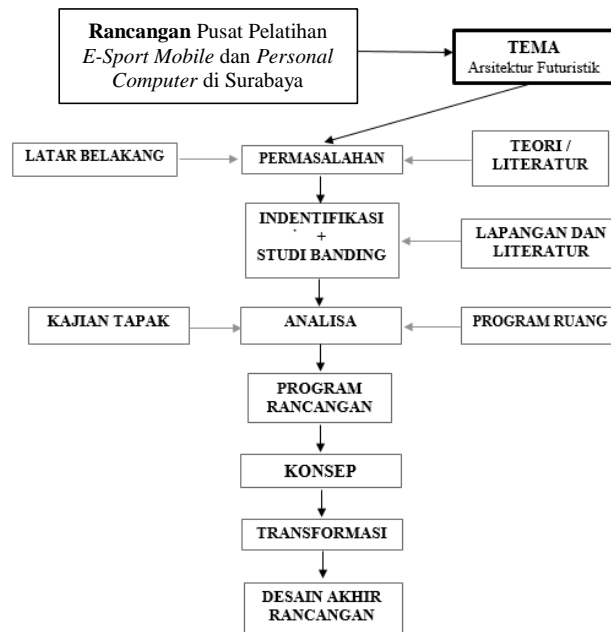 Rancangan Pusat Pelatihan
E-Sport Mobile dan Personal
Computer di Surabaya
TEMA
Arsitektur Futuristik
LATAR BELAKANG
PERMASALAHAN
TEORI /
LITERATUR
INDENTIFIKASI
+
STUDI BANDING
LAPANGAN DAN
LITERATUR
KAJIAN TAPAK
ANALISA
PROGRAM RUANG
PROGRAM
RANCANGAN
KONSEP
TRANSFORMASI
DESAIN AKHIR
RANCANGAN